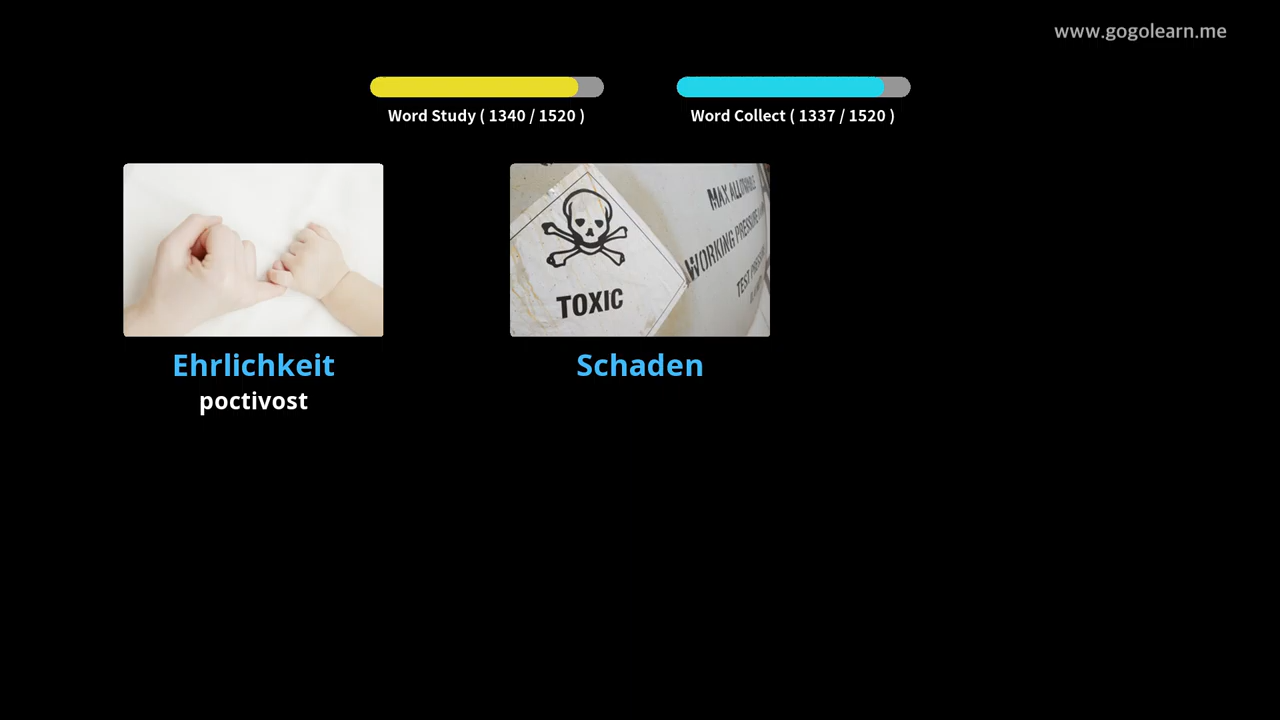 www.gogolearn.me
Word Study ( 1340 / 1520 )
Word Collect ( 1337 / 1520 )
TOXIC
MAX ALLOWABLE
WORKING PRESSURE
TEST PRESSURE
Ehrlichkeit
Schaden
poctivost